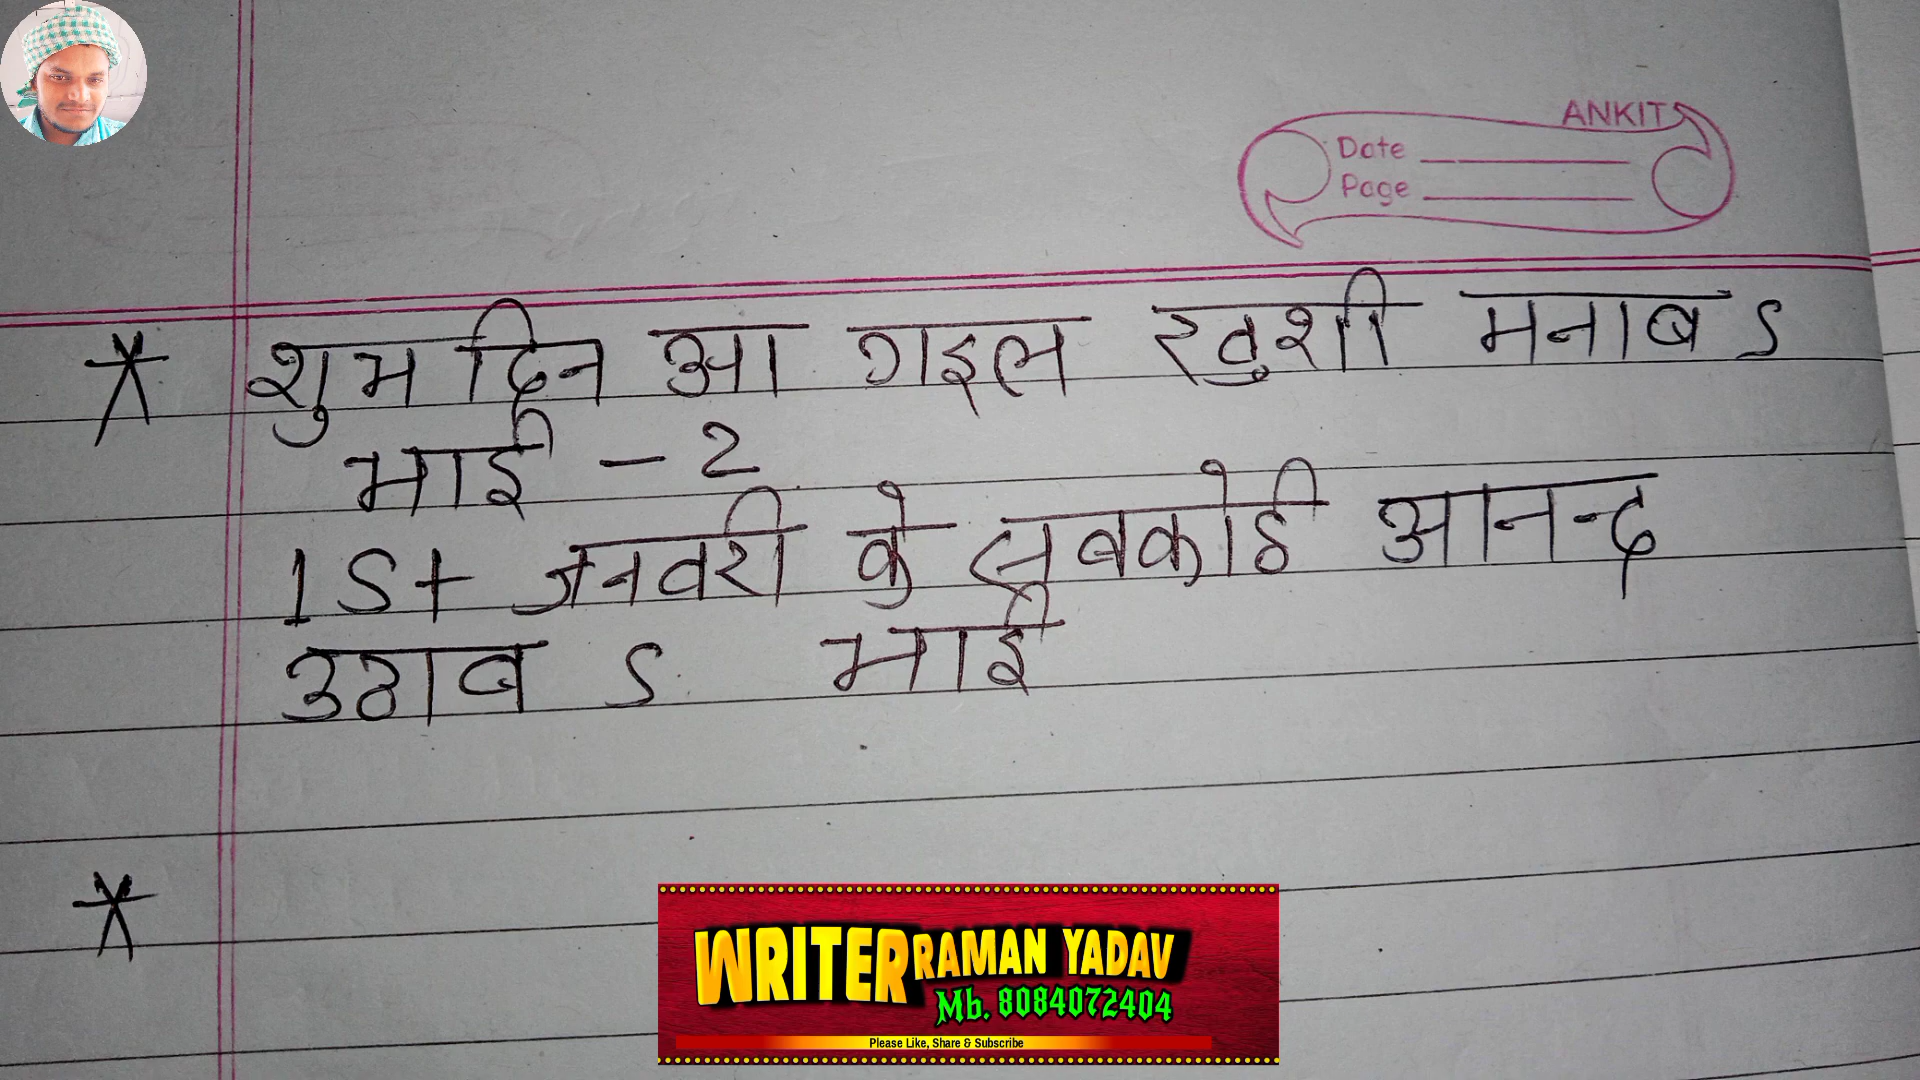 ANKIT
Date
Page
* शुभ दिन आ गइल खुशी मनाब ऽ
भाई - 2
1st जनवरी के सबकोई आनन्द
उठाब ऽ भाई
*
WRITER RAMAN YADAV
Mb. 8084072404
Please Like, Share & Subscribe